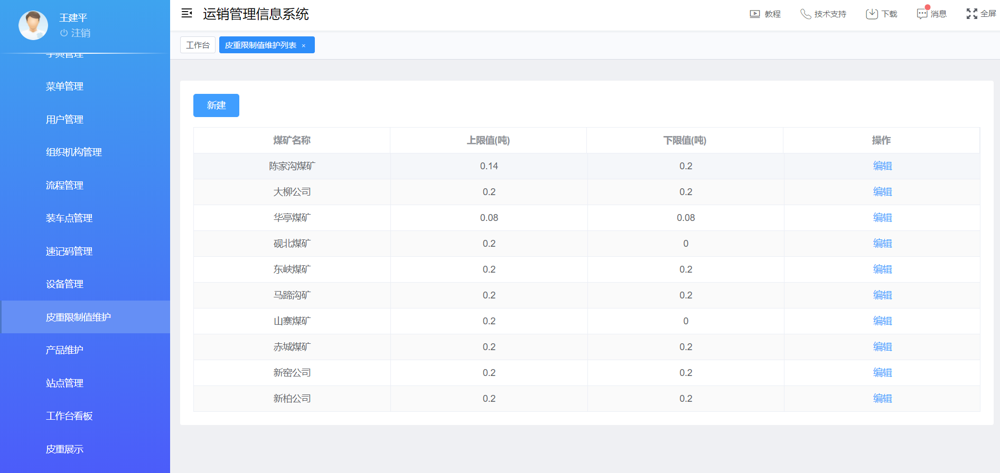 王建平
注销
字典管理
菜单管理
用户管理
组织机构管理
流程管理
装车点管理
速记码管理
设备管理
皮重限制值维护
产品维护
站点管理
工作台看板
皮重展示
运销管理信息系统
教程 技术支持 下载 消息 全屏
工作台 皮重限制值维护列表 ×
新建
煤矿名称 上限值(吨) 下限值(吨) 操作
陈家沟煤矿 0.14 0.2 编辑
大柳公司 0.2 0.2 编辑
华亭煤矿 0.08 0.08 编辑
砚北煤矿 0.2 0 编辑
东峡煤矿 0.2 0.2 编辑
马蹄沟矿 0.2 0.2 编辑
山寨煤矿 0.2 0 编辑
赤城煤矿 0.2 0.2 编辑
新窑公司 0.2 0.2 编辑
新柏公司 0.2 0.2 编辑